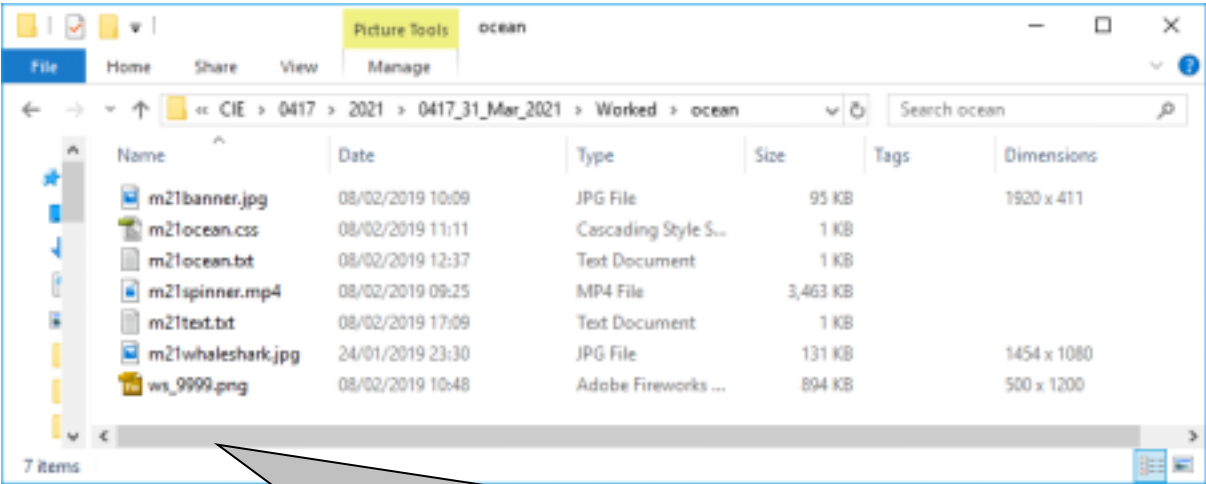 Picture Tools ocean
File Home Share View Manage
« CIE > 0417 > 2021 > 0417_31_Mar_2021 > Worked > ocean Search ocean
Name Date Type Size Tags Dimensions
m21banner.jpg 08/02/2019 10:09 JPG File 95 KB 1920 x 411
m21ocean.css 08/02/2019 11:11 Cascading Style S... 1 KB
m21ocean.txt 08/02/2019 12:37 Text Document 1 KB
m21spinner.mp4 08/02/2019 09:25 MP4 File 3,463 KB
m21text.txt 08/02/2019 17:09 Text Document 1 KB
m21whaleshark.jpg 24/01/2019 23:30 JPG File 131 KB 1454 x 1080
ws_9999.png 08/02/2019 10:48 Adobe Fireworks ... 894 KB 500 x 1200
7 items